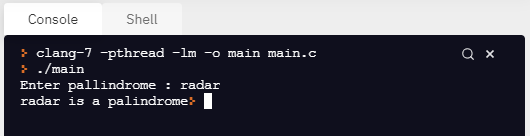 Console Shell
> clang-7 -pthread -lm -o main main.c
> ./main
Enter pallindrome : radar
radar is a palindrome>